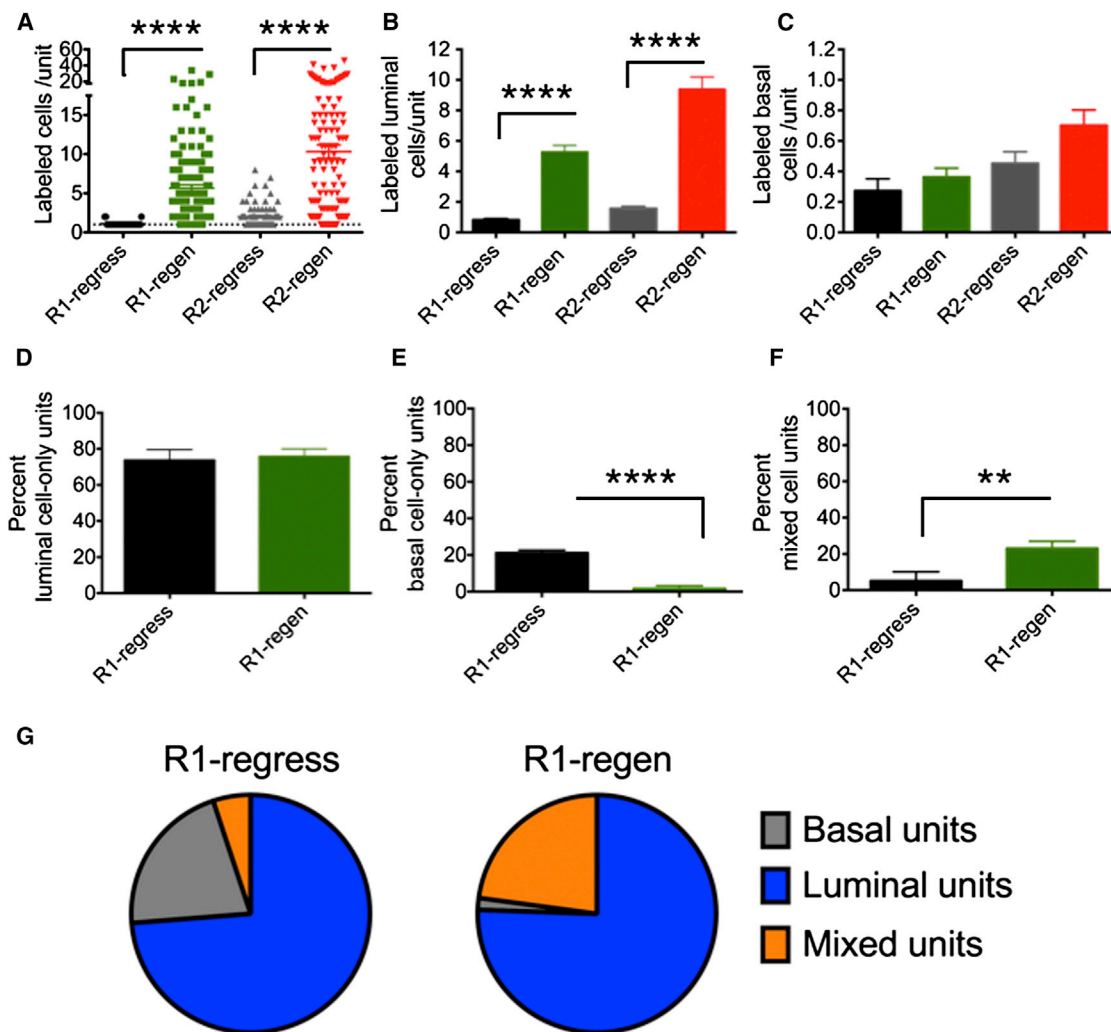 A
Labeled cells /unit
60
40
20
15
10
5
0
****
****
R1-regress
R1-regen
R2-regress
R2-regen
B
Labeled luminal
cells/unit
12
10
8
6
4
2
0
****
****
R1-regress
R1-regen
R2-regress
R2-regen
C
Labeled basal
cells /unit
1.2
1.0
0.8
0.6
0.4
0.2
0.0
R1-regress
R1-regen
R2-regress
R2-regen
D
Percent
luminal cell-only units
100
80
60
40
20
0
R1-regress
R1-regen
E
Percent
basal cell-only units
100
80
60
40
20
0
****
R1-regress
R1-regen
F
Percent
mixed cell units
100
80
60
40
20
0
**
R1-regress
R1-regen
G
R1-regress
R1-regen
Basal units
Luminal units
Mixed units